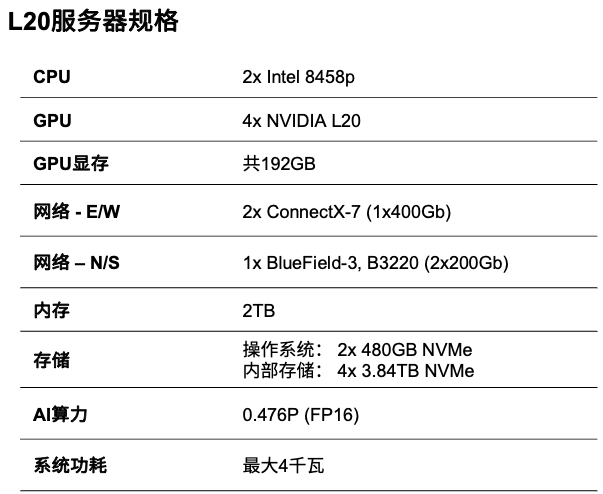 L20服务器规格
CPU 2x Intel 8458p
GPU 4x NVIDIA L20
GPU显存 共192GB
网络 - E/W 2x ConnectX-7 (1x400Gb)
网络 – N/S 1x BlueField-3, B3220 (2x200Gb)
内存 2TB
存储 操作系统： 2x 480GB NVMe
内部存储： 4x 3.84TB NVMe
AI算力 0.476P (FP16)
系统功耗 最大4千瓦